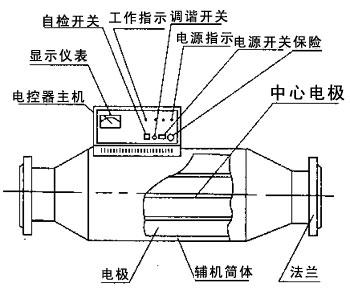 自检开关
工作指示
调谐开关
电源指示
电源开关
保险
显示仪表
电控器主机
中心电极
电极
辅机筒体
法兰